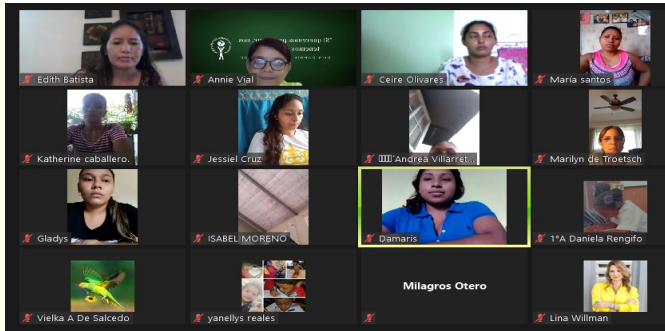 Edith Batista
Annie Vial
Ceire Olivares
María santos
Katherine caballero.
Jessiel Cruz
Andrea Villarret...
Marilyn de Troetsch
Gladys
ISABEL MORENO
Damaris
1°A Daniela Rengifo
Vielka A De Salcedo
yanellys reales
Milagros Otero
Lina Willman